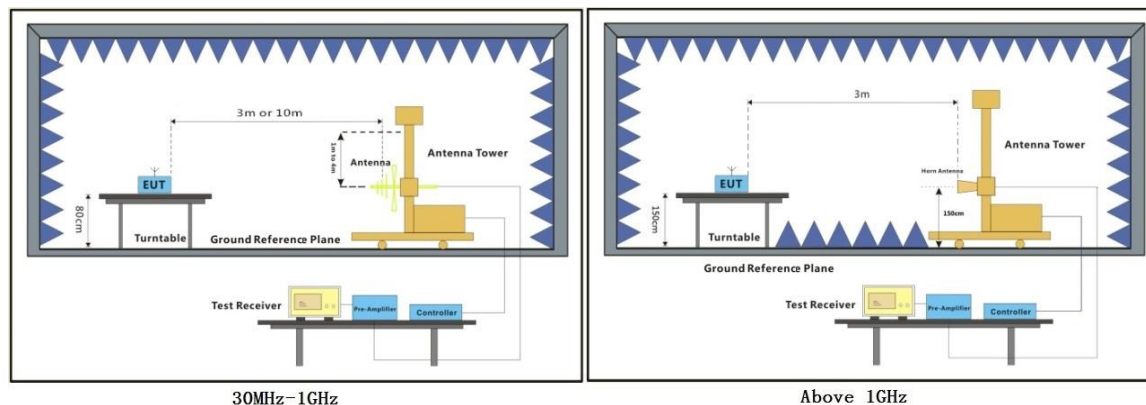 3m or 10m
1m to 4m
Antenna
Antenna Tower
EUT
80cm
Turntable
Ground Reference Plane
Test Receiver
Pre-Amplifier
Controller
30MHz-1GHz
3m
Antenna Tower
Horn Antenna
EUT
150cm
150cm
Turntable
Ground Reference Plane
Test Receiver
Pre-Amplifier
Controller
Above 1GHz